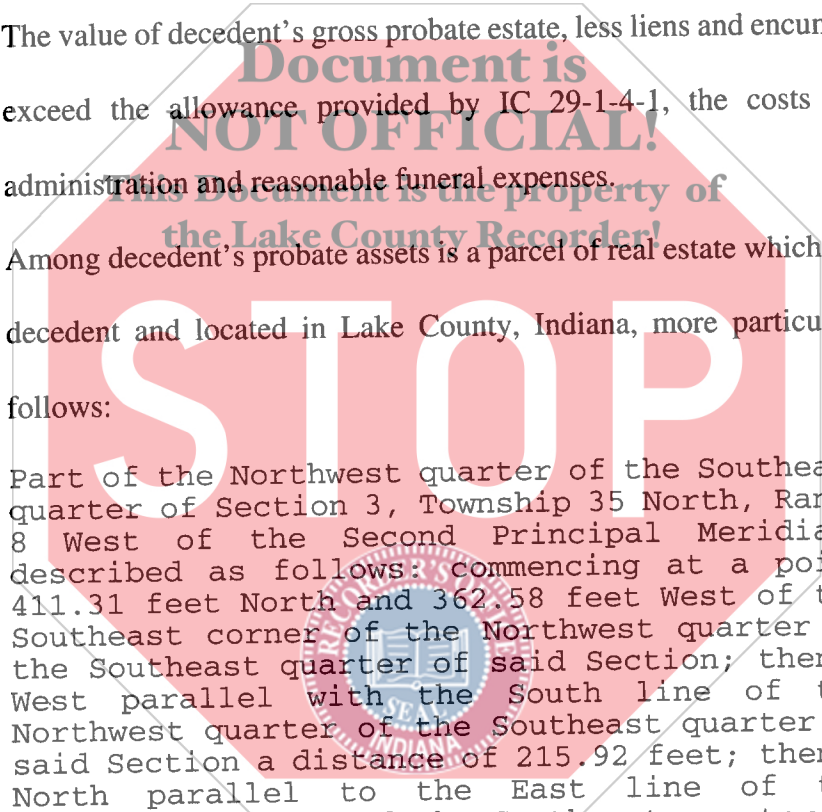 The value of decedent's gross probate estate, less liens and encum
Document is
exceed the allowance provided by IC 29-1-4-1, the costs
NOT OFFICIAL!
administration and reasonable funeral expenses.
This Document is the property of
the Lake County Recorder!
Among decedent's probate assets is a parcel of real estate which
decedent and located in Lake County, Indiana, more particu
STOP
follows:
Part of the Northwest quarter of the Southea
quarter of Section 3, Township 35 North, Ran
8 West of the Second Principal Meridia
described as follows: commencing at a poi
411.31 feet North and 362.58 feet West of t
Southeast corner of the Northwest quarter
the Southeast quarter of said Section; then
West parallel with the South line of t
Northwest quarter of the Southeast quarter
said Section a distance of 215.92 feet; then
North parallel to the East line of t
RECORDER'S OFFICE
SEAL
INDIANA